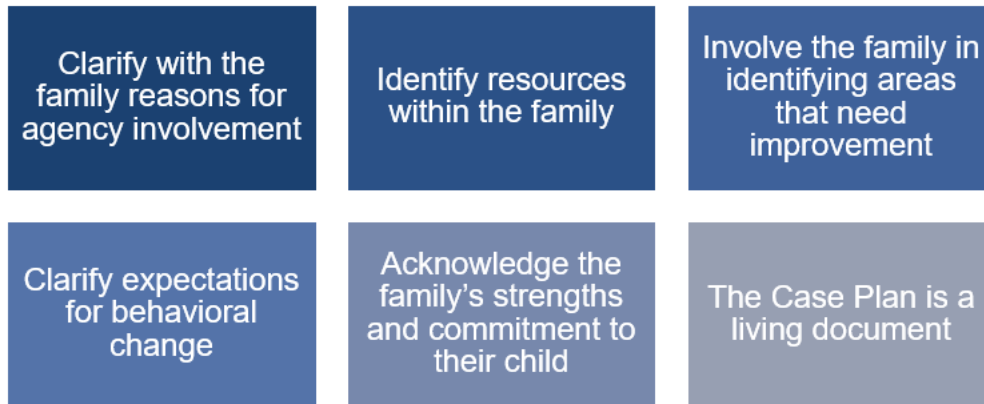 Clarify with the
family reasons for
agency involvement
Identify resources
within the family
Involve the family in
identifying areas
that need
improvement
Clarify expectations
for behavioral
change
Acknowledge the
family’s strengths
and commitment to
their child
The Case Plan is a
living document